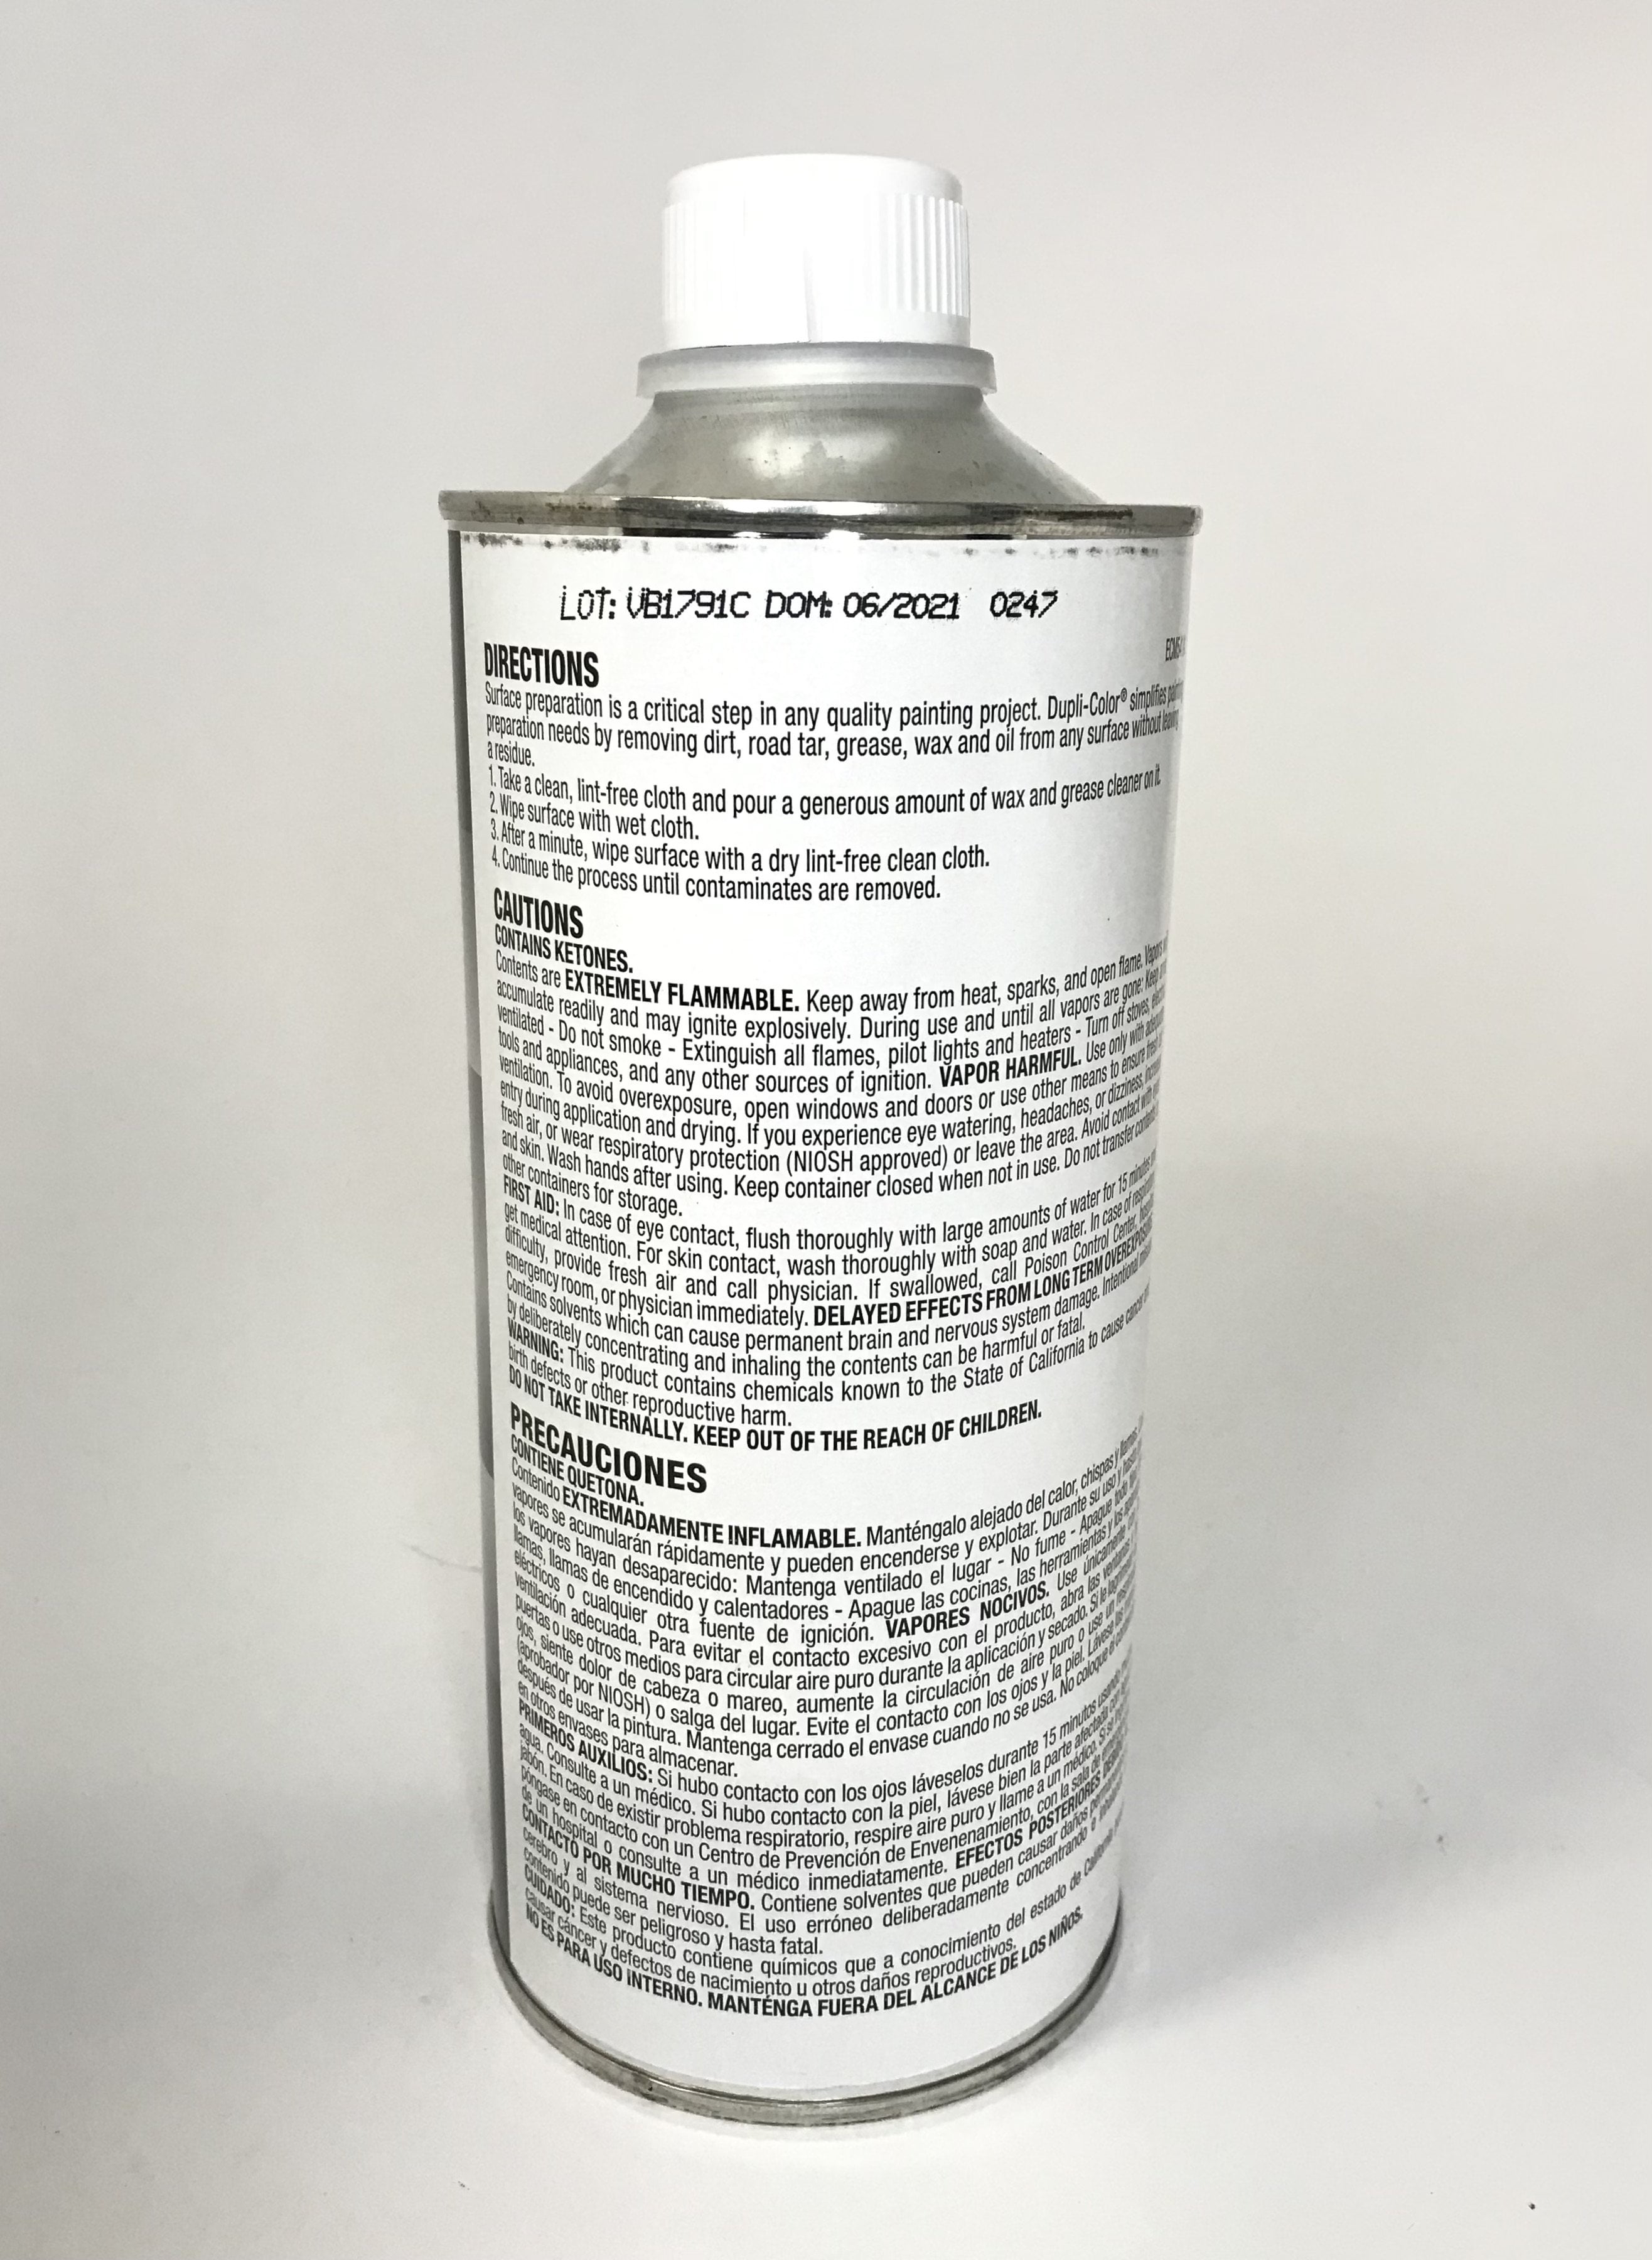 LOT: VB1791C DOM: 06/2021 0247
DIRECTIONS
Surface preparation is a critical step in any quality painting project. Dupli-Color® simplifies
preparation needs by removing dirt, road tar, grease, wax and oil from any surface without leaving
a residue.
1. Take a clean, lint-free cloth and pour a generous amount of wax and grease cleaner on it.
2. Wipe surface with wet cloth.
3. After a minute, wipe surface with a dry lint-free clean cloth.
4. Continue the process until contaminates are removed.
CAUTIONS
CONTAINS KETONES.
Contents are EXTREMELY FLAMMABLE. Keep away from heat, sparks, and open flame. Vapors
accumulate readily and may ignite explosively. During use and until all vapors are gone: Keep
ventilated - Do not smoke - Extinguish all flames, pilot lights and heaters - Turn off stoves,
tools and appliances, and any other sources of ignition. VAPOR HARMFUL. Use only with
ventilation. To avoid overexposure, open windows and doors or use other means to ensure fresh
entry during application and drying. If you experience eye watering, headaches, or dizziness,
fresh air, or wear respiratory protection (NIOSH approved) or leave the area. Avoid contact with
and skin. Wash hands after using. Keep container closed when not in use. Do not transfer
other containers for storage.
FIRST AID: In case of eye contact, flush thoroughly with large amounts of water for 15 minutes
get medical attention. For skin contact, wash thoroughly with soap and water. In case of
difficulty, provide fresh air and call physician. If swallowed, call Poison Control Center,
emergency room, or physician immediately. DELAYED EFFECTS FROM LONG TERM
Contains solvents which can cause permanent brain and nervous system damage. Intentional
by deliberately concentrating and inhaling the contents can be harmful or fatal.
WARNING: This product contains chemicals known to the State of California to cause cancer
birth defects or other reproductive harm.
DO NOT TAKE INTERNALLY. KEEP OUT OF THE REACH OF CHILDREN.
PRECAUCIONES
CONTIENE QUETONA.
Contenido EXTREMADAMENTE INFLAMABLE. Manténgalo alejado del calor, chispas y
vapores se acumularán rápidamente y pueden encenderse y explotar. Durante su uso y
los vapores hayan desaparecido: Mantenga ventilado el lugar - No fume - Apague
llamas, llamas de encendido y calentadores - Apague las cocinas, las herramientas y los
eléctricos o cualquier otra fuente de ignición. VAPORES NOCIVOS. Use únicamente
ventilación adecuada. Para evitar el contacto excesivo con el producto, abra las
puertas o use otros medios para circular aire puro durante la aplicación y secado. Si
ojos, siente dolor de cabeza o mareo, aumente la circulación de aire puro o use un
(aprobador por NIOSH) o salga del lugar. Evite el contacto con los ojos y la piel. Lávese
después de usar la pintura. Mantenga cerrado el envase cuando no se usa. No coloque
en otros envases para almacenar.
PRIMEROS AUXILIOS: Si hubo contacto con los ojos láveselos durante 15 minutos
agua. Consulte a un médico. Si hubo contacto con la piel, lávese bien la parte afectada
jabón. En caso de existir problema respiratorio, respire aire puro y llame a un médico. Si
póngase en contacto con un Centro de Prevención de Envenenamiento, con la sala de
de un hospital o consulte a un médico inmediatamente. EFECTOS POSTERIORES
CONTACTO POR MUCHO TIEMPO. Contiene solventes que pueden causar daños
cerebro y al sistema nervioso. El uso erróneo deliberadamente concentrando
contenido puede ser peligroso y hasta fatal.
CUIDADO: Este producto contiene químicos que a conocimiento del estado de
causar cáncer y defectos de nacimiento u otros daños reproductivos.
NO ES PARA USO INTERNO. MANTÉNGA FUERA DEL ALCANCE DE LOS NIÑOS.